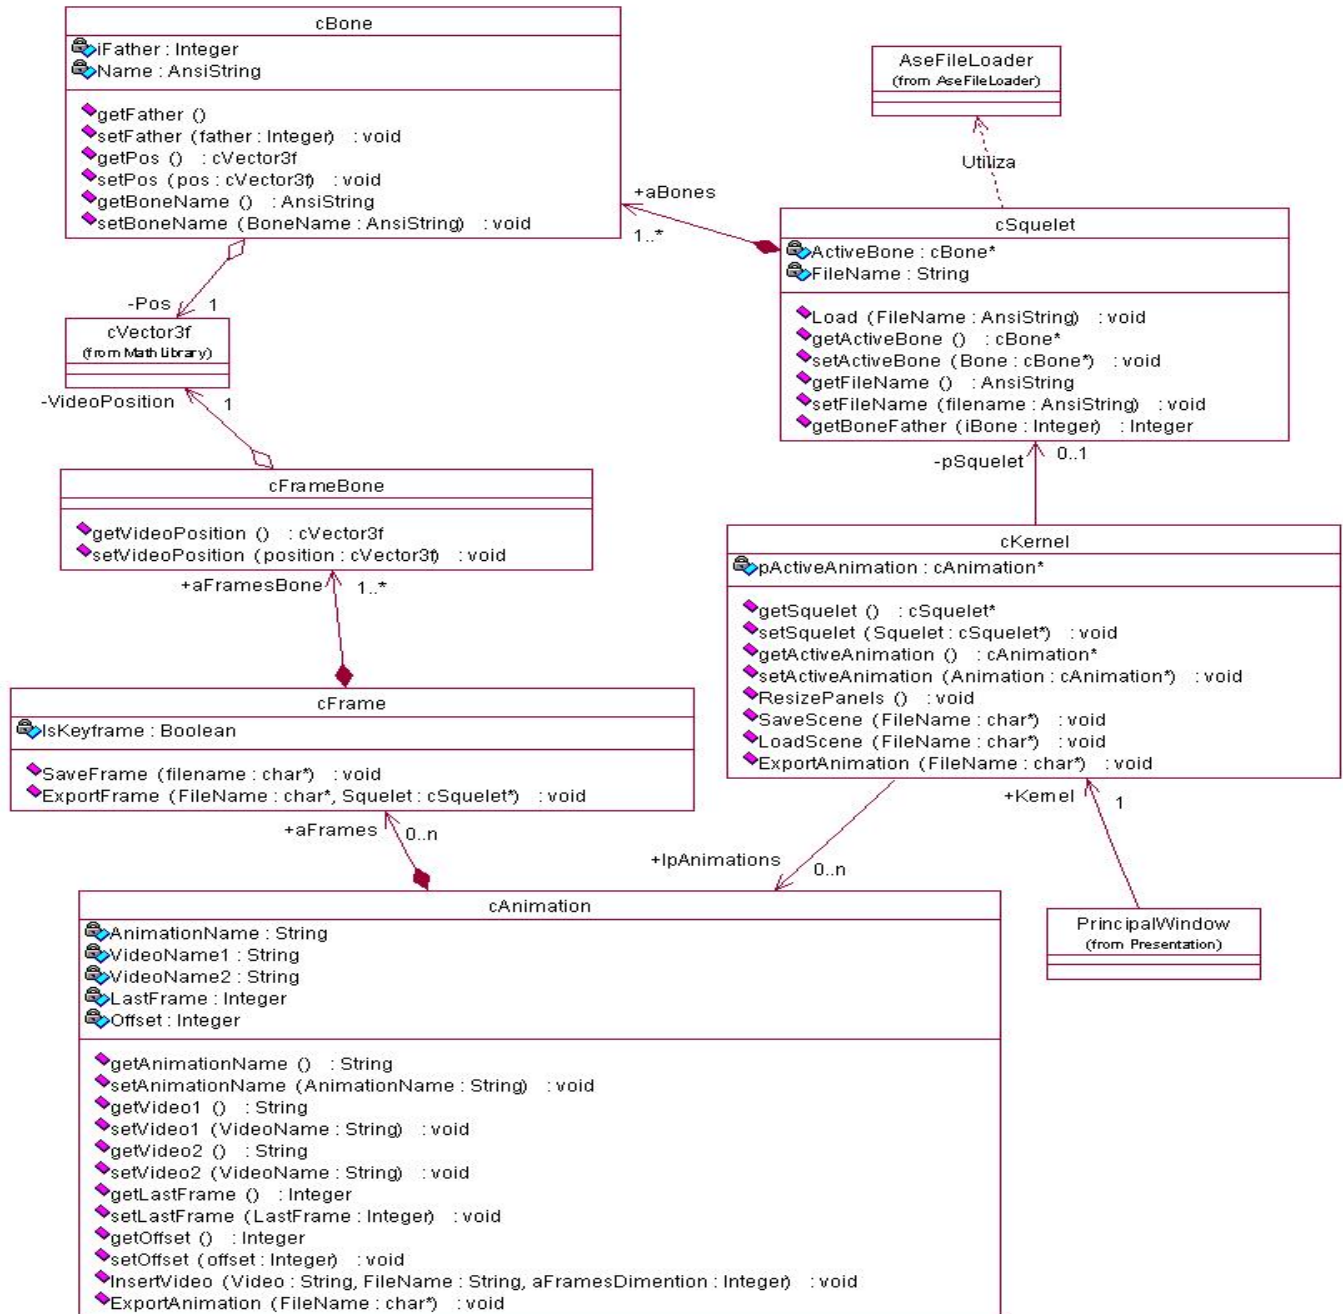 cBone
iFather : Integer
Name : AnsiString
getFather ()
setFather (father : Integer) : void
getPos () : cVector3f
setPos (pos : cVector3f) : void
getBoneName () : AnsiString
setBoneName (BoneName : AnsiString) : void
AseFileLoader
(from AseFileLoader)
Utiliza
+aBones
1..*
cSquelet
ActiveBone : cBone*
FileName : String
Load (FileName : AnsiString) : void
getActiveBone () : cBone*
setActiveBone (Bone : cBone*) : void
getFileName () : AnsiString
setFileName (filename : AnsiString) : void
getBoneFather (iBone : Integer) : Integer
-Pos
1
cVector3f
(from Math Library)
-VideoPosition
1
-pSquelet
0..1
cFrameBone
getVideoPosition () : cVector3f
setVideoPosition (position : cVector3f) : void
+aFramesBone
1..*
cKernel
pActiveAnimation : cAnimation*
getSquelet () : cSquelet*
setSquelet (Squelet : cSquelet*) : void
getActiveAnimation () : cAnimation*
setActiveAnimation (Animation : cAnimation*) : void
ResizePanels () : void
SaveScene (FileName : char*) : void
LoadScene (FileName : char*) : void
ExportAnimation (FileName : char*) : void
cFrame
IsKeyframe : Boolean
SaveFrame (filename : char*) : void
ExportFrame (FileName : char*, Squelet : cSquelet*) : void
+aFrames
0..n
+Kernel
1
+lpAnimations
0..n
PrincipalWindow
(from Presentation)
cAnimation
AnimationName : String
VideoName1 : String
VideoName2 : String
LastFrame : Integer
Offset : Integer
getAnimationName () : String
setAnimationName (AnimationName : String) : void
getVideo1 () : String
setVideo1 (VideoName : String) : void
getVideo2 () : String
setVideo2 (VideoName : String) : void
getLastFrame () : Integer
setLastFrame (LastFrame : Integer) : void
getOffset () : Integer
setOffset (offset : Integer) : void
InsertVideo (Video : String, FileName : String, aFramesDimention : Integer) : void
ExportAnimation (FileName : char*) : void